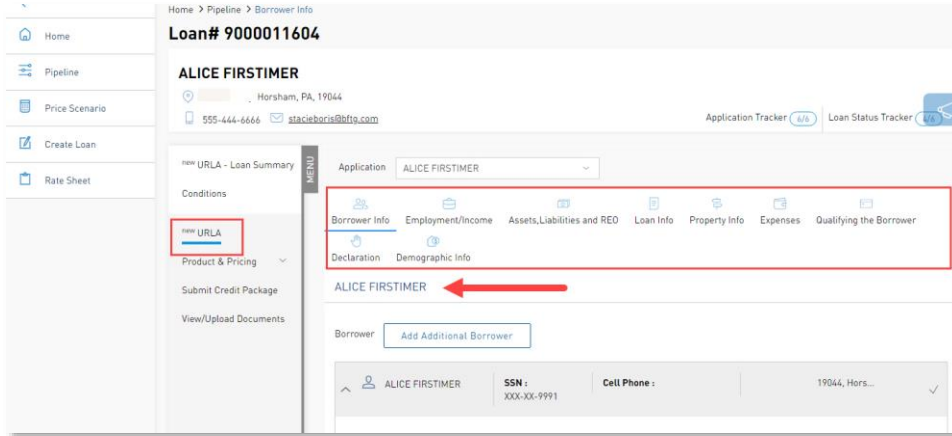 Home > Pipeline > Borrower Info
Home
Loan# 9000011604
Pipeline
ALICE FIRSTIMER
, Horsham, PA, 19044
Price Scenario
555-444-6666 stacieboris@bftg.com
Application Tracker 6/6 Loan Status Tracker
Create Loan
Rate Sheet
new URLA - Loan Summary
MENU
Application ALICE FIRSTIMER
Conditions
Borrower Info Employment/Income Assets,Liabilities and REO Loan Info Property Info Expenses Qualifying the Borrower
new URLA
Declaration Demographic Info
Product & Pricing
ALICE FIRSTIMER
Submit Credit Package
View/Upload Documents
Borrower Add Additional Borrower
ALICE FIRSTIMER SSN : Cell Phone : 19044, Hors...
XXX-XX-9991